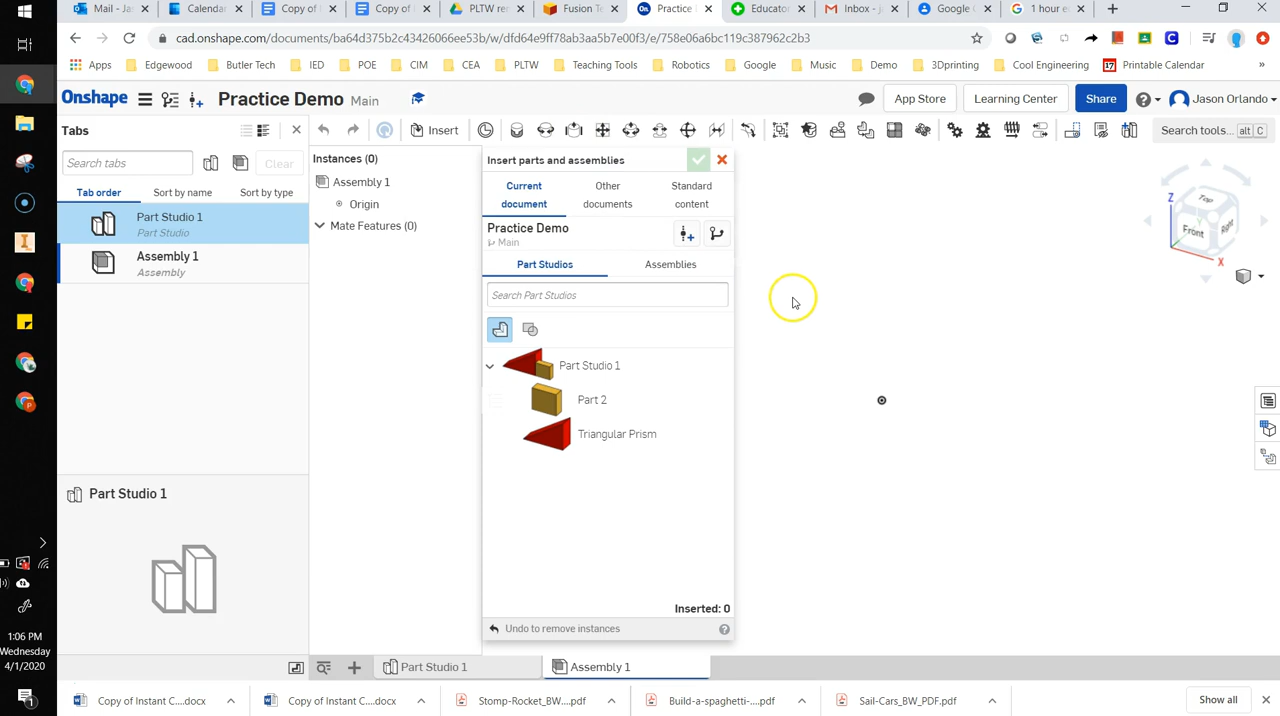 Mail - Jas
Calendar
Copy of
Copy of
PLTW re
Fusion Te
Practice
Educator
Inbox - j
Google
1 hour e
cad.onshape.com/documents/ba64d375b2c43426066ee53b/w/dfd64e9ff78ab3aa5b7e00f3/e/758e06a6bc119c387962c2b3
Apps
Edgewood
Butler Tech
IED
POE
CIM
CEA
PLTW
Teaching Tools
Robotics
Google
Music
Demo
3Dprinting
Cool Engineering
17
Printable Calendar
»
Onshape
Practice Demo Main
App Store
Learning Center
Share
Jason Orlando
Tabs
Insert
Search tools... alt C
Search tabs
Clear
Tab order
Sort by name
Sort by type
Part Studio 1
Part Studio
Assembly 1
Assembly
Part Studio 1
Instances (0)
Assembly 1
Origin
Mate Features (0)
Insert parts and assemblies
Current document
Other documents
Standard content
Practice Demo
Main
Part Studios
Assemblies
Search Part Studios
Part Studio 1
Part 2
Triangular Prism
Inserted: 0
Undo to remove instances
Z
X
Top
Front
Right
Part Studio 1
Assembly 1
1:06 PM
Wednesday
4/1/2020
1
Copy of Instant C....docx
Copy of Instant C....docx
Stomp-Rocket_BW....pdf
Build-a-spaghetti-....pdf
Sail-Cars_BW_PDF.pdf
Show all